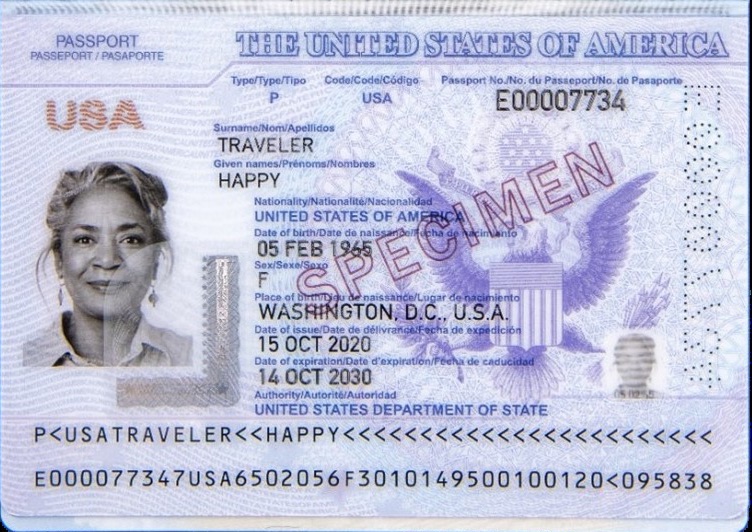 PASSPORT
PASSEPORT / PASAPORTE
THE UNITED STATES OF AMERICA
Type/Type/Tipo Code/Code/Código Passport No./No. du Passeport/No. de Pasaporte
P USA E00007734
USA
Surname/Nom/Apellidos
TRAVELER
Given names/Prénoms/Nombres
HAPPY
Nationality/Nationalité/Nacionalidad
UNITED STATES OF AMERICA
Date of birth/Date de naissance/Fecha de nacimiento
05 FEB 1965
Sex/Sexe/Sexo
F
Place of birth/Lieu de naissance/Lugar de nacimiento
WASHINGTON, D.C., U.S.A.
Date of issue/Date de délivrance/Fecha de expedición
15 OCT 2020
Date of expiration/Date d'expiration/Fecha de caducidad
14 OCT 2030
Authority/Autorité/Autoridad
UNITED STATES DEPARTMENT OF STATE
SPECIMEN
P<USATRAVELER<<HAPPY<<<<<<<<<<<<<<<<<<<<<<<<
E000077347USA6502056F3010149500100120<095838